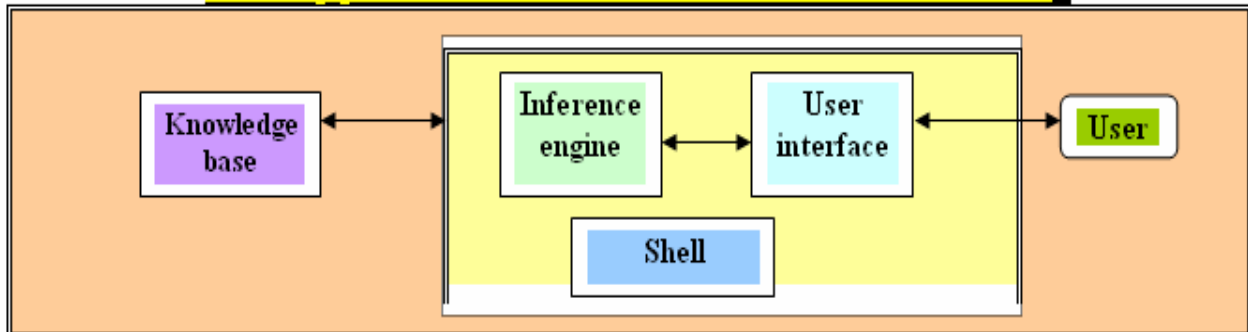 Knowledge
base
Inference
engine
User
interface
User
Shell